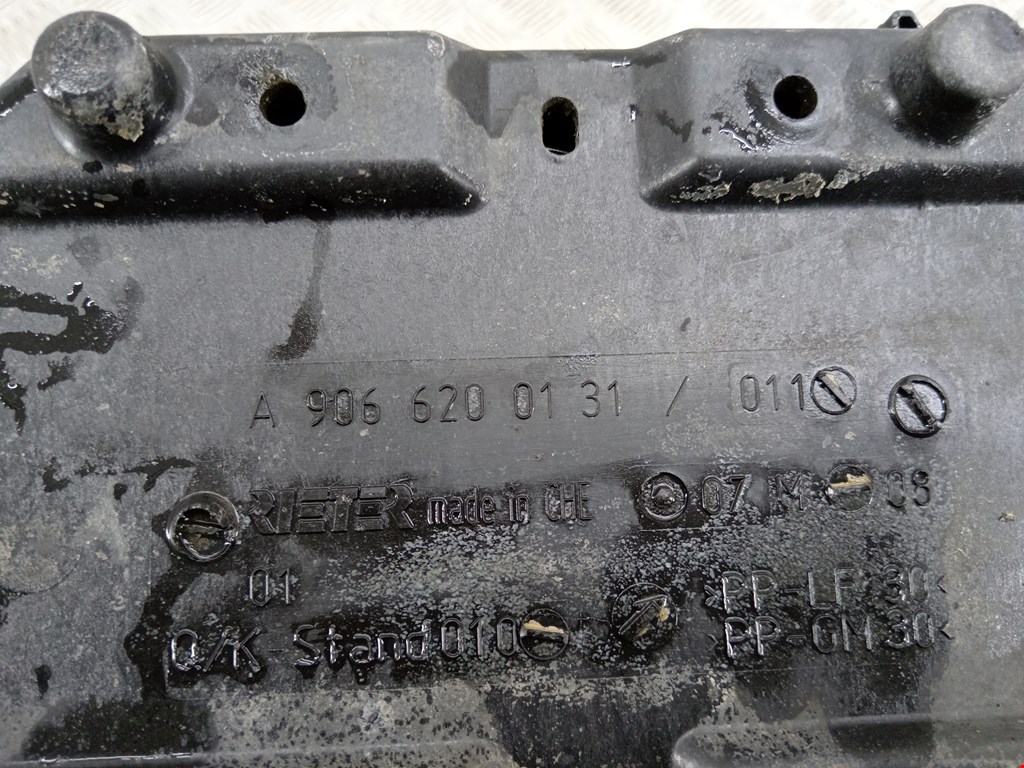 A 906 620 01 31 / 011
RIETER made in CHE 07 M 08
01 >PP-LF 30<
Q/K-Stand 010 >PP-GM 30<